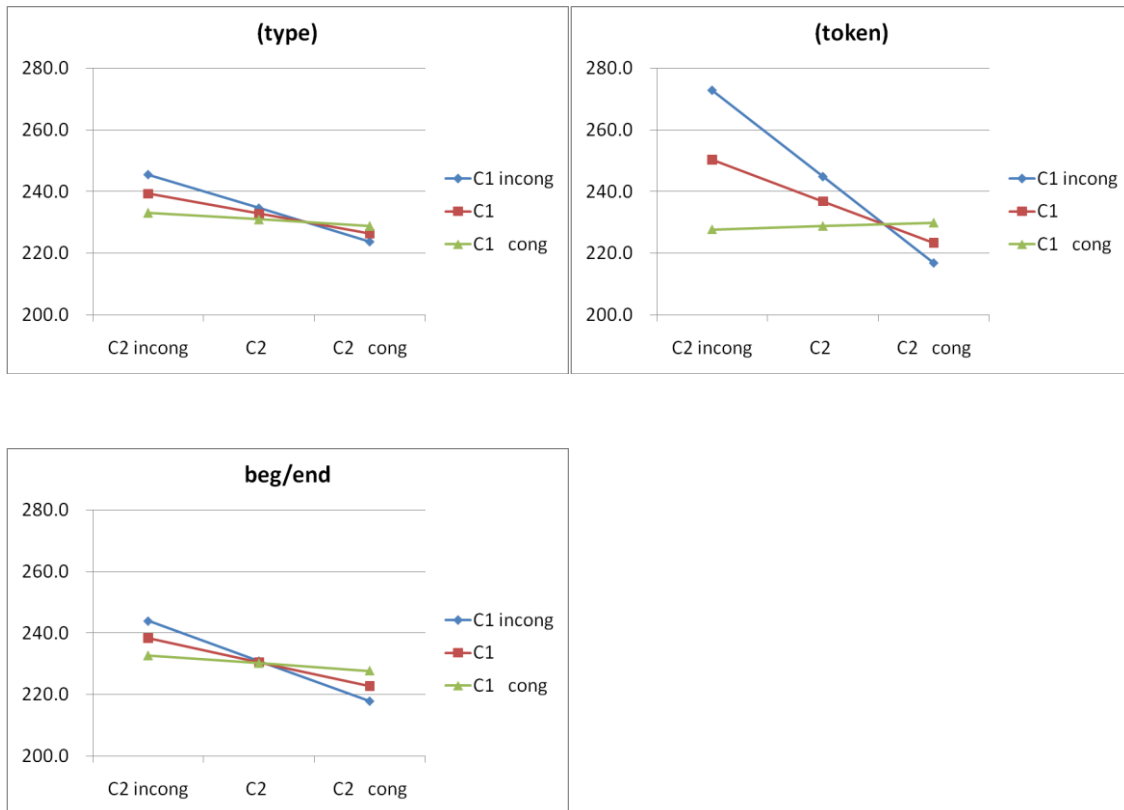 (type)
280.0
260.0
240.0
220.0
200.0
C2 incong
C2
C2 cong
C1 incong
C1
C1 cong
(token)
280.0
260.0
240.0
220.0
200.0
C2 incong
C2
C2 cong
C1 incong
C1
C1 cong
beg/end
280.0
260.0
240.0
220.0
200.0
C2 incong
C2
C2 cong
C1 incong
C1
C1 cong